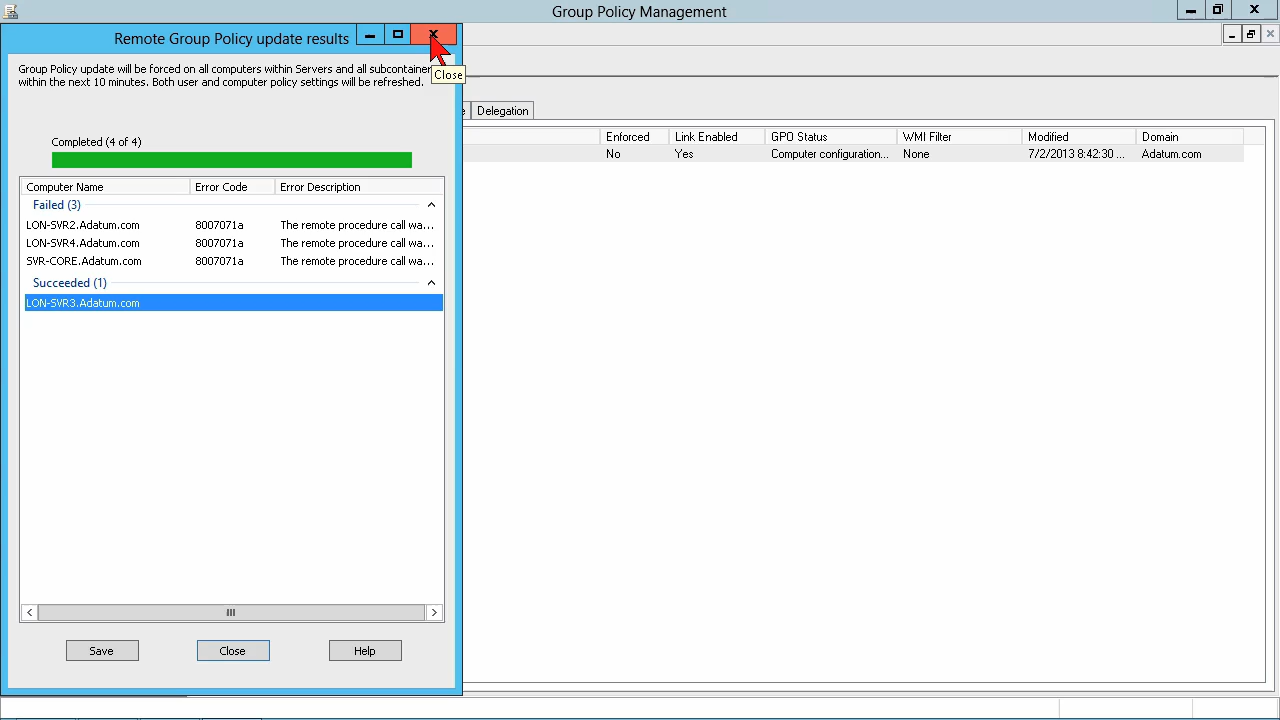 Group Policy Management
Remote Group Policy update results
Group Policy update will be forced on all computers within Servers and all subcontainer
within the next 10 minutes. Both user and computer policy settings will be refreshed.
Close
Completed (4 of 4)
Delegation
Enforced Link Enabled GPO Status WMI Filter Modified Domain
No Yes Computer configuration... None 7/2/2013 8:42:30 ... Adatum.com
Computer Name Error Code Error Description
Failed (3)
LON-SVR2.Adatum.com 8007071a The remote procedure call wa...
LON-SVR4.Adatum.com 8007071a The remote procedure call wa...
SVR-CORE.Adatum.com 8007071a The remote procedure call wa...
Succeeded (1)
LON-SVR3.Adatum.com
Save Close Help